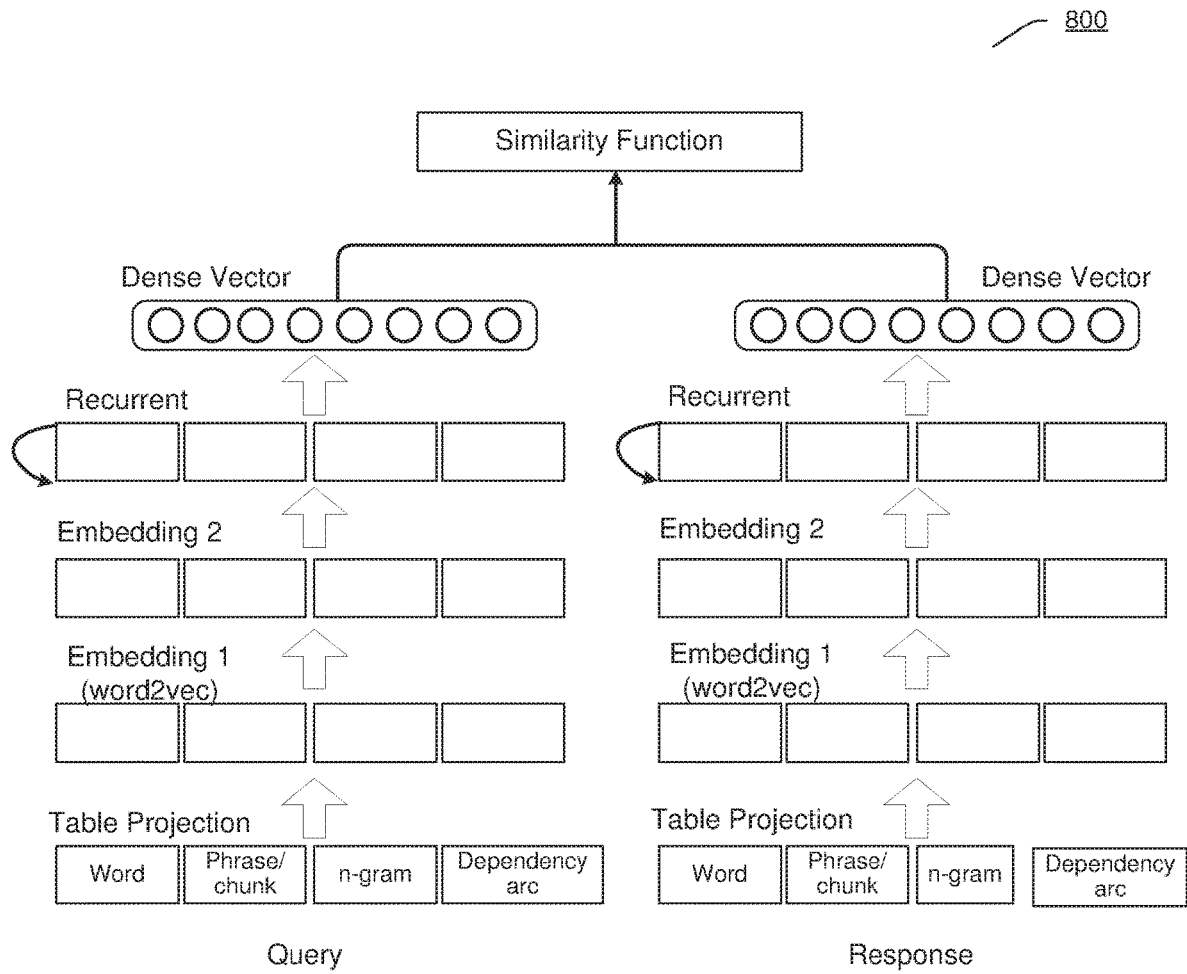 800
Similarity Function
Dense Vector
Dense Vector
Recurrent
Recurrent
Embedding 2
Embedding 2
Embedding 1
(word2vec)
Embedding 1
(word2vec)
Table Projection
Table Projection
Word
Phrase/
chunk
n-gram
Dependency
arc
Word
Phrase/
chunk
n-gram
Dependency
arc
Query
Response